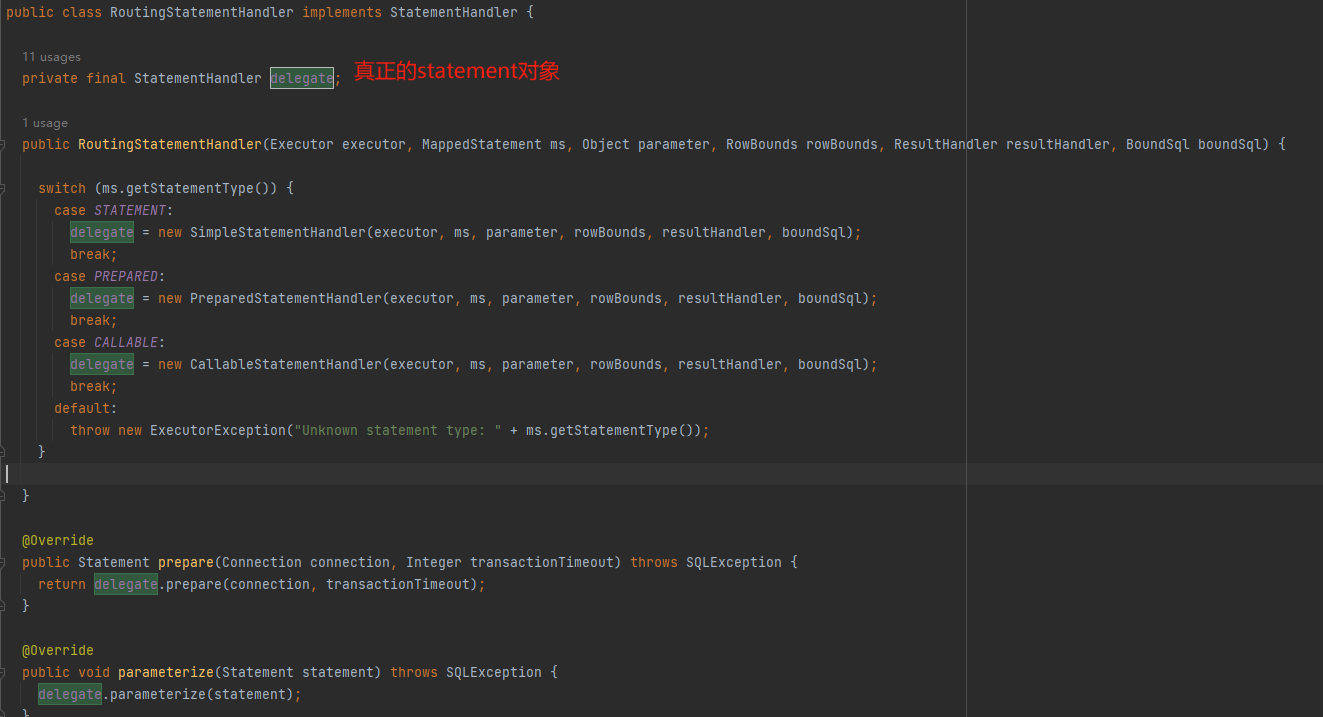 public class RoutingStatementHandler implements StatementHandler {
11 usages
private final StatementHandler delegate; 真正的statement对象
1 usage
public RoutingStatementHandler(Executor executor, MappedStatement ms, Object parameter, RowBounds rowBounds, ResultHandler resultHandler, BoundSql boundSql) {
switch (ms.getStatementType()) {
case STATEMENT:
delegate = new SimpleStatementHandler(executor, ms, parameter, rowBounds, resultHandler, boundSql);
break;
case PREPARED:
delegate = new PreparedStatementHandler(executor, ms, parameter, rowBounds, resultHandler, boundSql);
break;
case CALLABLE:
delegate = new CallableStatementHandler(executor, ms, parameter, rowBounds, resultHandler, boundSql);
break;
default:
throw new ExecutorException("Unknown statement type: " + ms.getStatementType());
}
}
@Override
public Statement prepare(Connection connection, Integer transactionTimeout) throws SQLException {
return delegate.prepare(connection, transactionTimeout);
}
@Override
public void parameterize(Statement statement) throws SQLException {
delegate.parameterize(statement);
}